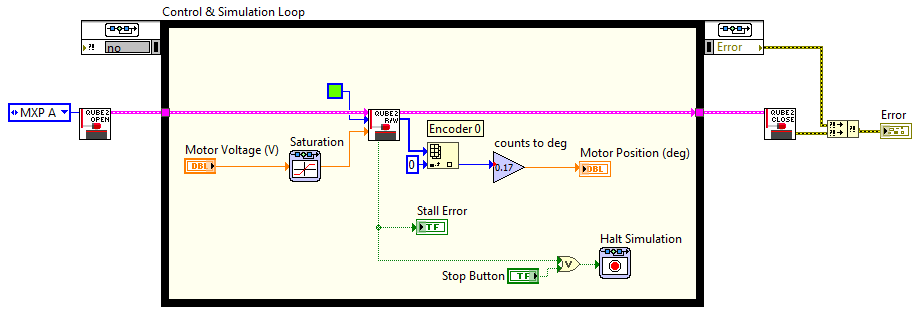 Control & Simulation Loop
?! no
Error
MXP A
QUBE2
OPEN
QUBE2
R/W
QUBE2
CLOSE
?!
?!
?!
Error
Motor Voltage (V)
DBL
Saturation
Encoder 0
0
counts to deg
0.17
Motor Position (deg)
DBL
Stall Error
TF
Halt Simulation
V
Stop Button
TF